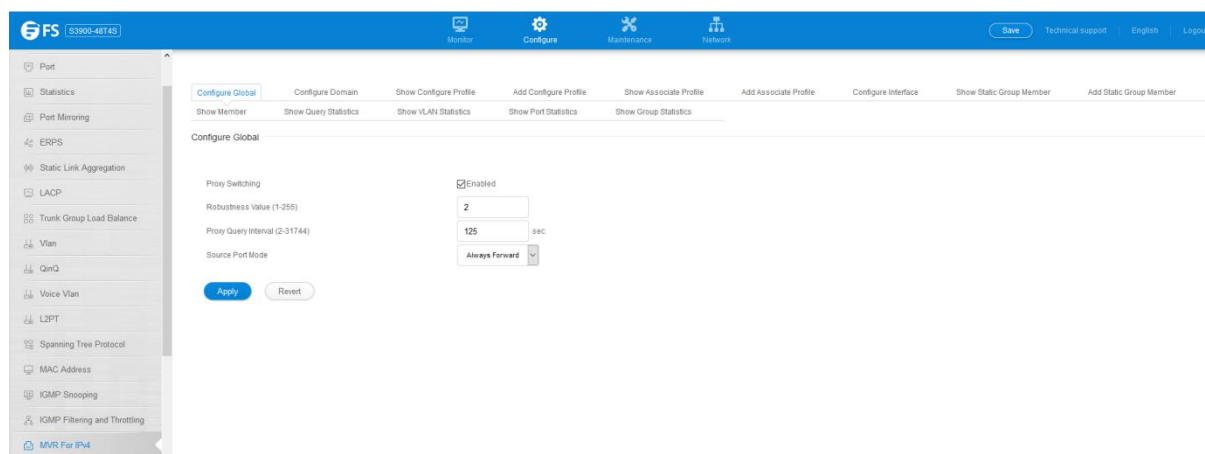 FS S3900-48T4S
Monitor
Configure
Maintenance
Network
Save
Technical support
English
Port
Statistics
Port Mirroring
ERPS
Static Link Aggregation
LACP
Trunk Group Load Balance
Vlan
QinQ
Voice Vlan
L2PT
Spanning Tree Protocol
MAC Address
IGMP Snooping
IGMP Filtering and Throttling
MVR For IPv4
Configure Global Configure Domain Show Configure Profile Add Configure Profile Show Associate Profile Add Associate Profile Configure Interface Show Static Group Member Add Static Group Member
Show Member Show Query Statistics Show VLAN Statistics Show Port Statistics Show Group Statistics
Configure Global
Proxy Switching Enabled
Robustness Value (1-255) 2
Proxy Query Interval (2-31744) 125 sec
Source Port Mode Always Forward
Apply Revert